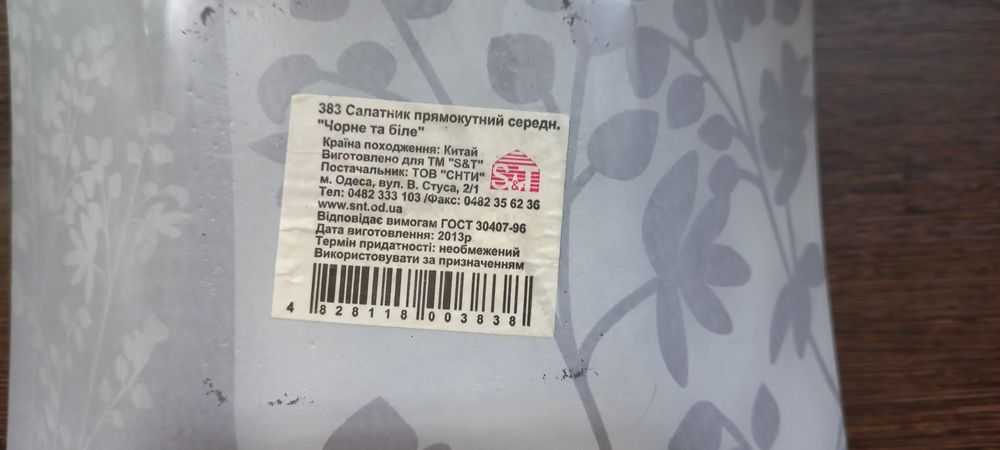 383 Салатник прямокутний середн.
"Чорне та біле"
Країна походження: Китай
Виготовлено для ТМ "S&T"
Постачальник: ТОВ "СНТИ"
м. Одеса, вул. В. Стуса, 2/1
Тел: 0482 333 103 /Факс: 0482 35 62 36
www.snt.od.ua
Відповідає вимогам ГОСТ 30407-96
Дата виготовлення: 2013р
Термін придатності: необмежений
Використовувати за призначенням
S&T
4 828118 003838